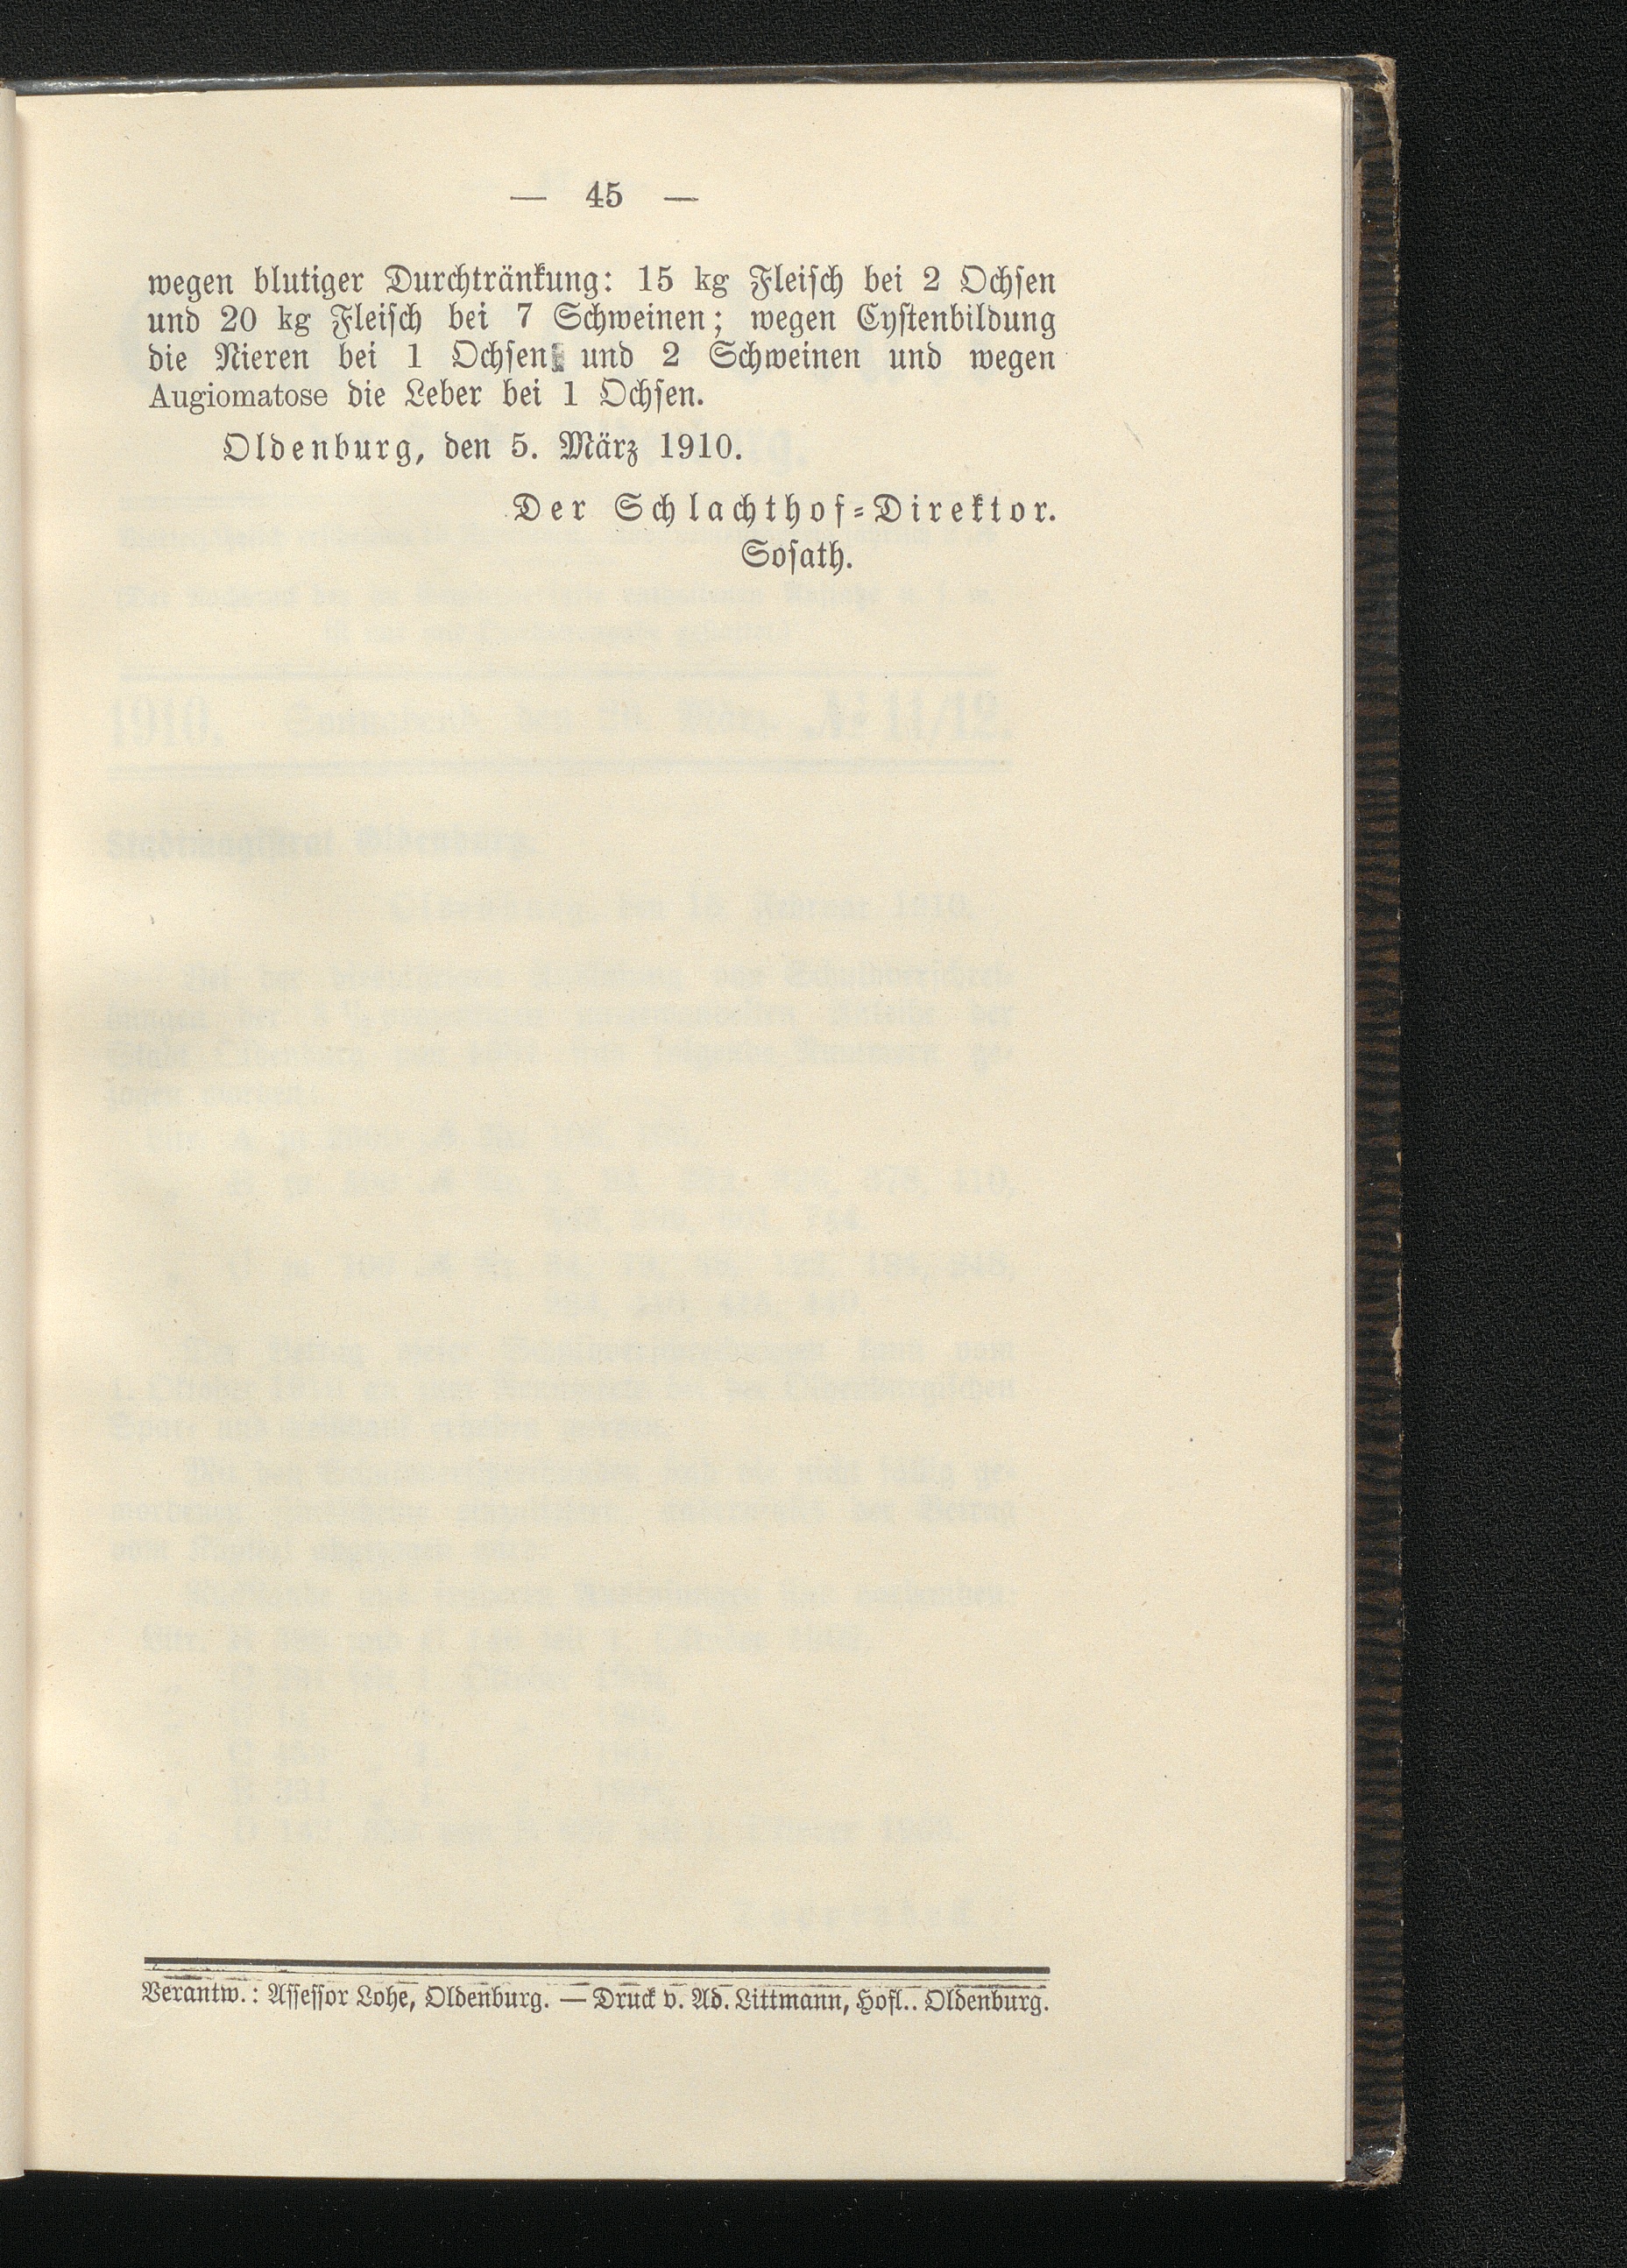 — 45 —
wegen blutiger Durchtränkung: 15 kg Fleisch bei 2 Ochsen
und 20 kg Fleisch bei 7 Schweinen; wegen Cystenbildung
die Nieren bei 1 Ochsen und 2 Schweinen und wegen
Augiomatose die Leber bei 1 Ochsen.
Oldenburg, den 5. März 1910.
Der Schlachthof-Direktor.
Sosath.
Verantw.: Assessor Lohe, Oldenburg. — Druck v. Ad. Littmann, Hofl.. Oldenburg.